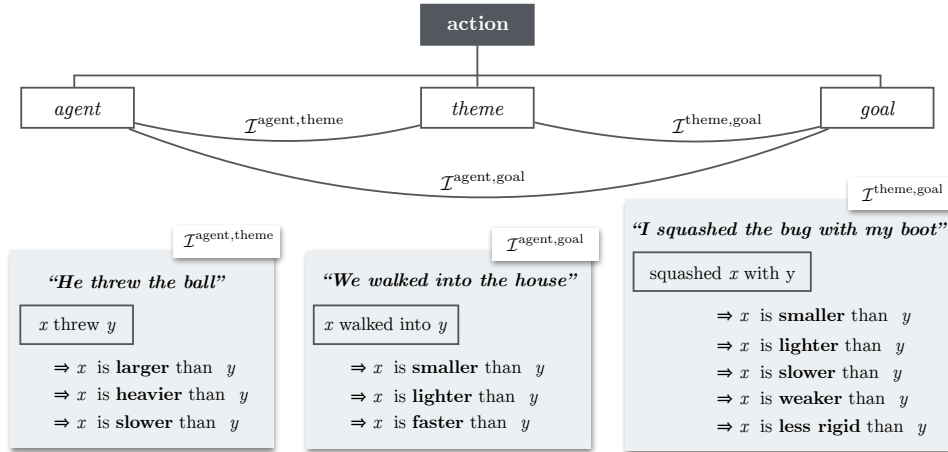 action
agent
theme
goal
ℐ^agent,theme
ℐ^theme,goal
ℐ^agent,goal
ℐ^agent,theme
“He threw the ball”
x threw y
⇒ x is larger than y
⇒ x is heavier than y
⇒ x is slower than y
ℐ^agent,goal
“We walked into the house”
x walked into y
⇒ x is smaller than y
⇒ x is lighter than y
⇒ x is faster than y
ℐ^theme,goal
“I squashed the bug with my boot”
squashed x with y
⇒ x is smaller than y
⇒ x is lighter than y
⇒ x is slower than y
⇒ x is weaker than y
⇒ x is less rigid than y